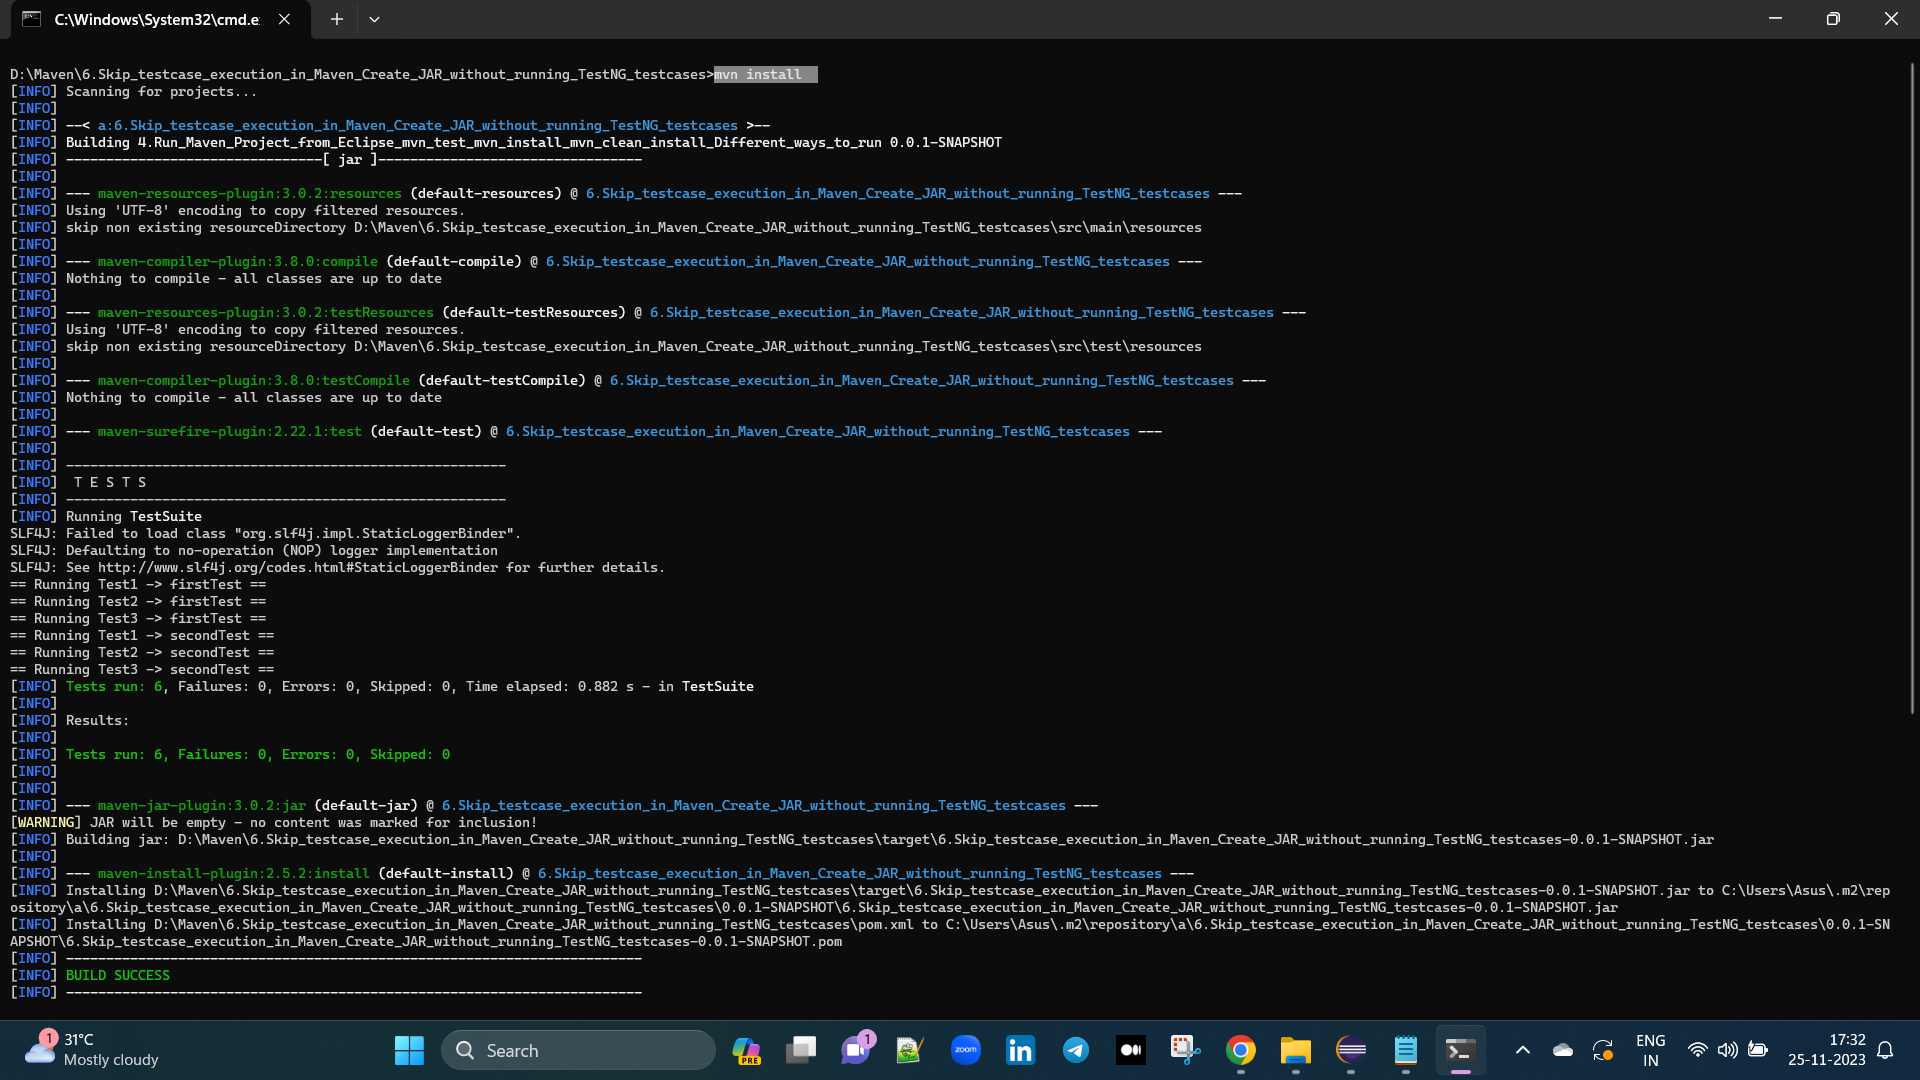 C:\Windows\System32\cmd.e
D:\Maven\6.Skip_testcase_execution_in_Maven_Create_JAR_without_running_TestNG_testcases>mvn install
[INFO] Scanning for projects...
[INFO]
[INFO] --< a:6.Skip_testcase_execution_in_Maven_Create_JAR_without_running_TestNG_testcases >--
[INFO] Building 4.Run_Maven_Project_from_Eclipse_mvn_test_mvn_install_mvn_clean_install_Different_ways_to_run 0.0.1-SNAPSHOT
[INFO] --------------------------------[ jar ]---------------------------------
[INFO]
[INFO] --- maven-resources-plugin:3.0.2:resources (default-resources) @ 6.Skip_testcase_execution_in_Maven_Create_JAR_without_running_TestNG_testcases ---
[INFO] Using 'UTF-8' encoding to copy filtered resources.
[INFO] skip non existing resourceDirectory D:\Maven\6.Skip_testcase_execution_in_Maven_Create_JAR_without_running_TestNG_testcases\src\main\resources
[INFO]
[INFO] --- maven-compiler-plugin:3.8.0:compile (default-compile) @ 6.Skip_testcase_execution_in_Maven_Create_JAR_without_running_TestNG_testcases ---
[INFO] Nothing to compile - all classes are up to date
[INFO]
[INFO] --- maven-resources-plugin:3.0.2:testResources (default-testResources) @ 6.Skip_testcase_execution_in_Maven_Create_JAR_without_running_TestNG_testcases ---
[INFO] Using 'UTF-8' encoding to copy filtered resources.
[INFO] skip non existing resourceDirectory D:\Maven\6.Skip_testcase_execution_in_Maven_Create_JAR_without_running_TestNG_testcases\src\test\resources
[INFO]
[INFO] --- maven-compiler-plugin:3.8.0:testCompile (default-testCompile) @ 6.Skip_testcase_execution_in_Maven_Create_JAR_without_running_TestNG_testcases ---
[INFO] Nothing to compile - all classes are up to date
[INFO]
[INFO] --- maven-surefire-plugin:2.22.1:test (default-test) @ 6.Skip_testcase_execution_in_Maven_Create_JAR_without_running_TestNG_testcases ---
[INFO]
[INFO] -------------------------------------------------------
[INFO]  T E S T S
[INFO] -------------------------------------------------------
[INFO] Running TestSuite
SLF4J: Failed to load class "org.slf4j.impl.StaticLoggerBinder".
SLF4J: Defaulting to no-operation (NOP) logger implementation
SLF4J: See http://www.slf4j.org/codes.html#StaticLoggerBinder for further details.
== Running Test1 -> firstTest ==
== Running Test2 -> firstTest ==
== Running Test3 -> firstTest ==
== Running Test1 -> secondTest ==
== Running Test2 -> secondTest ==
== Running Test3 -> secondTest ==
[INFO] Tests run: 6, Failures: 0, Errors: 0, Skipped: 0, Time elapsed: 0.882 s - in TestSuite
[INFO]
[INFO] Results:
[INFO]
[INFO] Tests run: 6, Failures: 0, Errors: 0, Skipped: 0
[INFO]
[INFO]
[INFO] --- maven-jar-plugin:3.0.2:jar (default-jar) @ 6.Skip_testcase_execution_in_Maven_Create_JAR_without_running_TestNG_testcases ---
[WARNING] JAR will be empty - no content was marked for inclusion!
[INFO] Building jar: D:\Maven\6.Skip_testcase_execution_in_Maven_Create_JAR_without_running_TestNG_testcases\target\6.Skip_testcase_execution_in_Maven_Create_JAR_without_running_TestNG_testcases-0.0.1-SNAPSHOT.jar
[INFO]
[INFO] --- maven-install-plugin:2.5.2:install (default-install) @ 6.Skip_testcase_execution_in_Maven_Create_JAR_without_running_TestNG_testcases ---
[INFO] Installing D:\Maven\6.Skip_testcase_execution_in_Maven_Create_JAR_without_running_TestNG_testcases\target\6.Skip_testcase_execution_in_Maven_Create_JAR_without_running_TestNG_testcases-0.0.1-SNAPSHOT.jar to C:\Users\Asus\.m2\rep
ository\a\6.Skip_testcase_execution_in_Maven_Create_JAR_without_running_TestNG_testcases\0.0.1-SNAPSHOT\6.Skip_testcase_execution_in_Maven_Create_JAR_without_running_TestNG_testcases-0.0.1-SNAPSHOT.jar
[INFO] Installing D:\Maven\6.Skip_testcase_execution_in_Maven_Create_JAR_without_running_TestNG_testcases\pom.xml to C:\Users\Asus\.m2\repository\a\6.Skip_testcase_execution_in_Maven_Create_JAR_without_running_TestNG_testcases\0.0.1-SN
APSHOT\6.Skip_testcase_execution_in_Maven_Create_JAR_without_running_TestNG_testcases-0.0.1-SNAPSHOT.pom
[INFO] ------------------------------------------------------------------------
[INFO] BUILD SUCCESS
[INFO] ------------------------------------------------------------------------
1
31°C
Mostly cloudy
Search
PRE
1
zoom
in
ENG
IN
17:32
25-11-2023